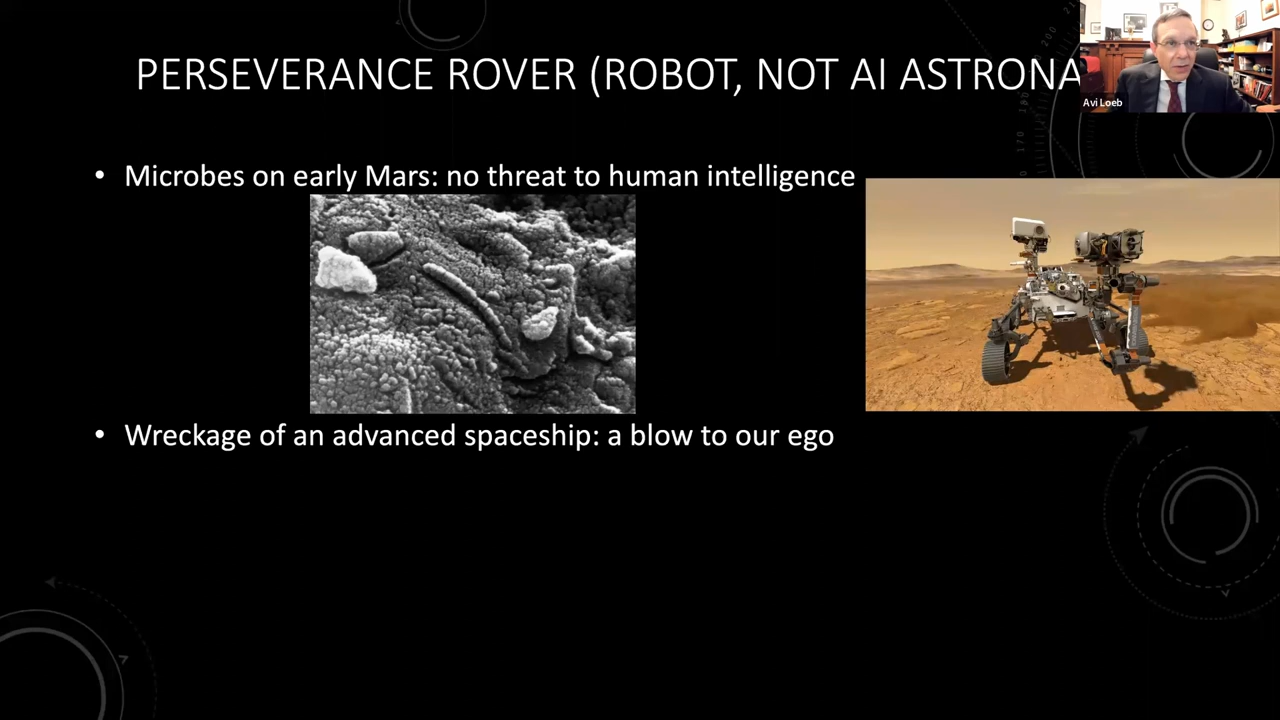 PERSEVERANCE ROVER (ROBOT, NOT AI ASTRONA
Avi Loeb
• Microbes on early Mars: no threat to human intelligence
• Wreckage of an advanced spaceship: a blow to our ego